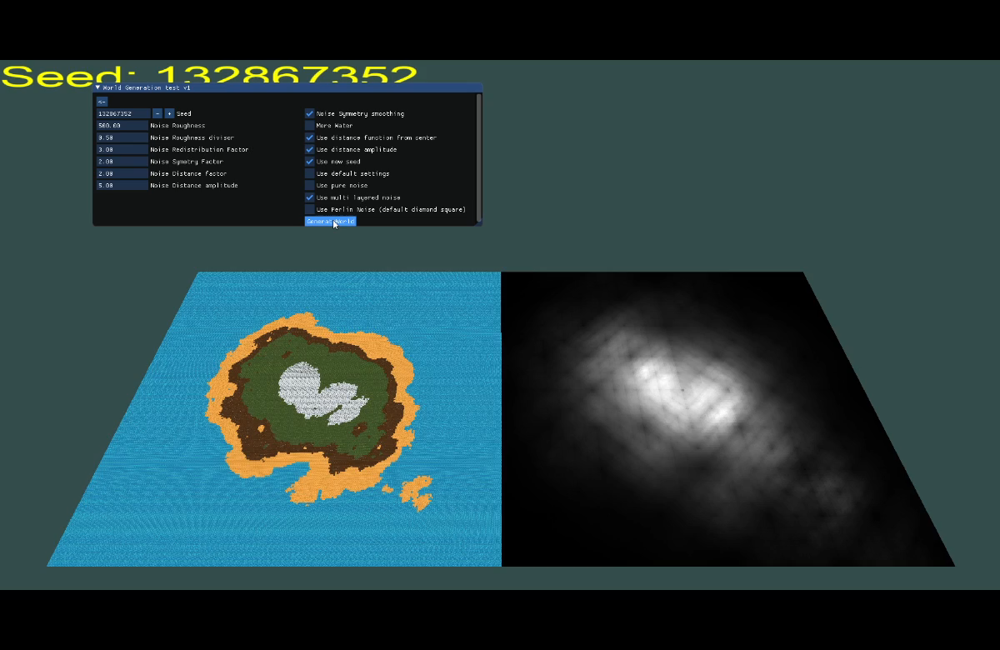 Seed: 132867352
World Generation test v1
<-
132867352 - + Seed
Noise Symmetry smoothing
500.00 Noise Roughness
More Water
0.50 Noise Roughness divisor
Use distance function from center
3.00 Noise Redistribution Factor
Use distance amplitude
2.00 Noise Symetry Factor
Use new seed
2.00 Noise Distance factor
Use default settings
5.00 Noise Distance amplitude
Use pure noise
Use multi layered noise
Use Perlin Noise (default diamond square)
Generate World